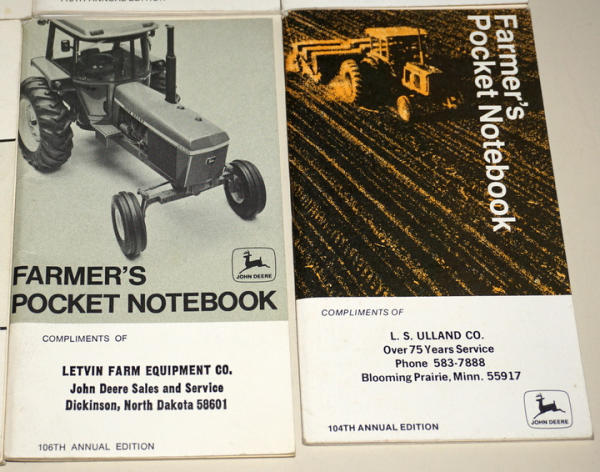 ANNUAL EDITION
FARMER'S
POCKET NOTEBOOK
JOHN DEERE
COMPLIMENTS OF
LETVIN FARM EQUIPMENT CO.
John Deere Sales and Service
Dickinson, North Dakota 58601
106TH ANNUAL EDITION
Farmer's
Pocket Notebook
COMPLIMENTS OF
L. S. ULLAND CO.
Over 75 Years Service
Phone 583-7888
Blooming Prairie, Minn. 55917
JOHN DEERE
104TH ANNUAL EDITION